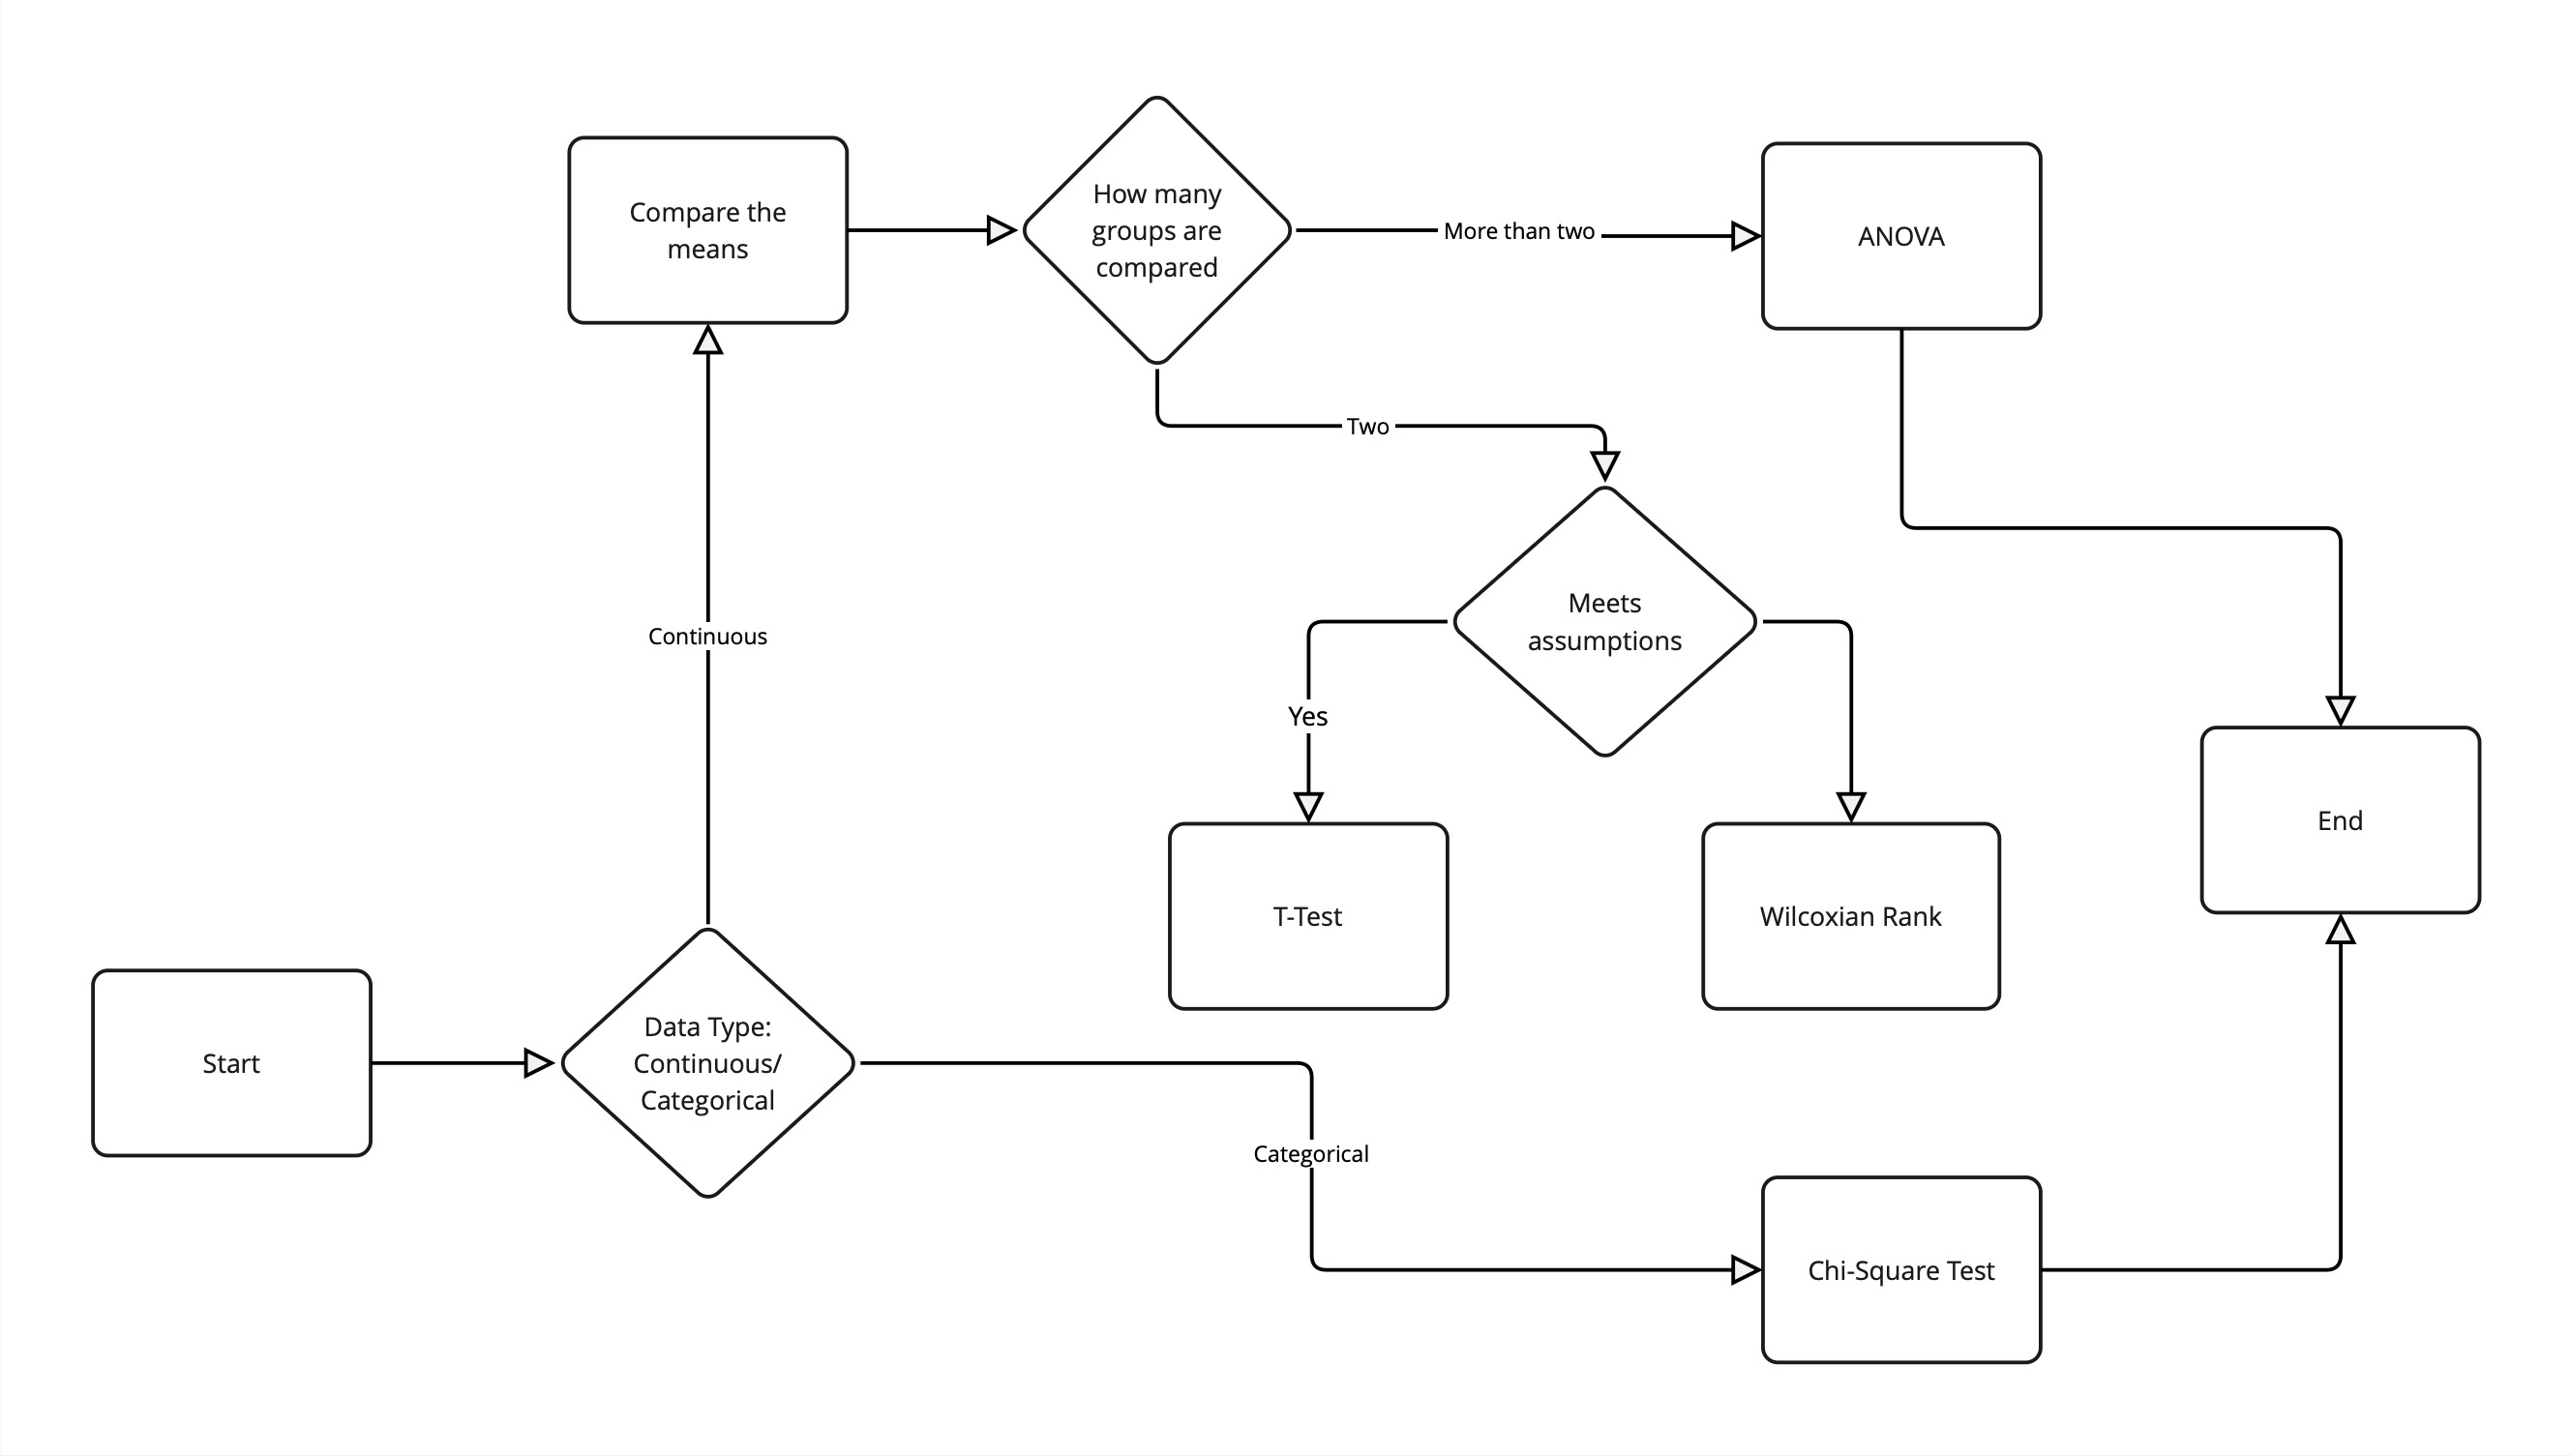 Compare the
means
How many
groups are
compared
More than two
ANOVA
Two
Continuous
Meets
assumptions
Yes
T-Test
Wilcoxian Rank
End
Start
Data Type:
Continuous/
Categorical
Categorical
Chi-Square Test